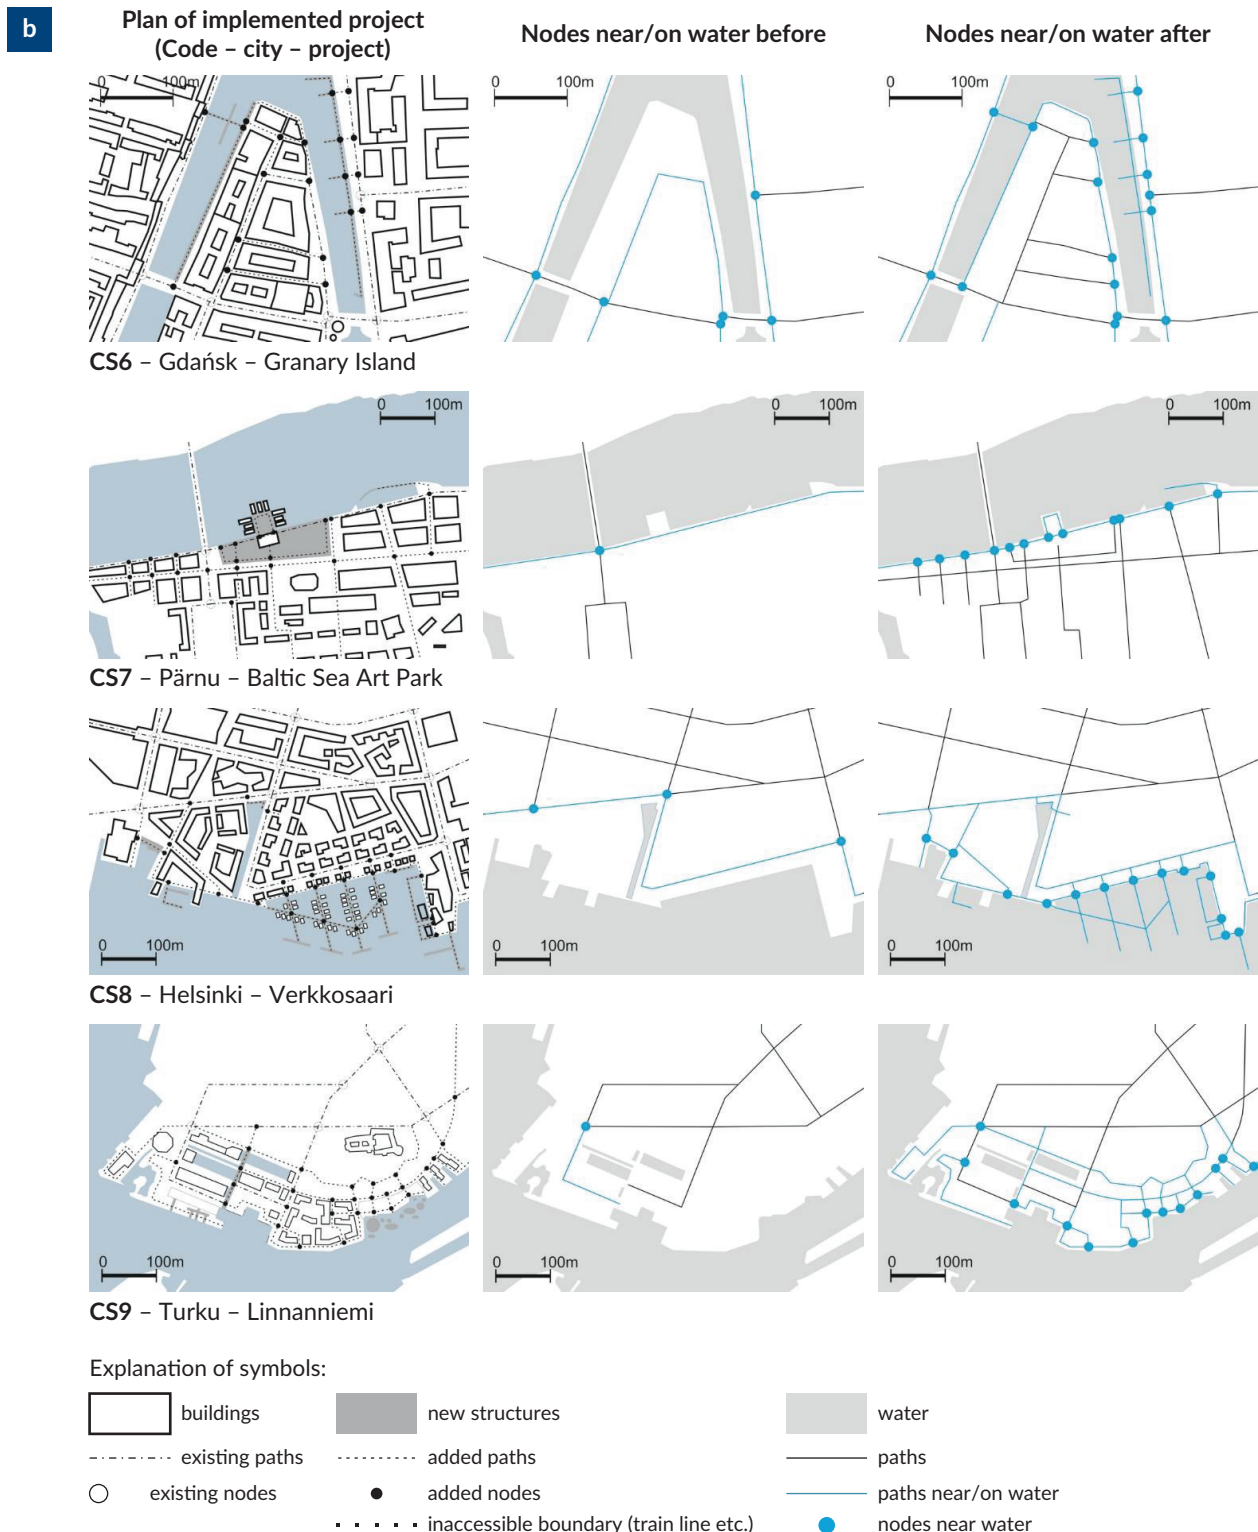 b
Plan of implemented project
(Code – city – project)
Nodes near/on water before
Nodes near/on water after
0 100m
0 100m
0 100m
CS6 – Gdańsk – Granary Island
0 100m
0 100m
0 100m
CS7 – Pärnu – Baltic Sea Art Park
0 100m
0 100m
0 100m
CS8 – Helsinki – Verkkosaari
0 100m
0 100m
0 100m
CS9 – Turku – Linnanniemi
Explanation of symbols:
buildings
new structures
water
existing paths
added paths
paths
existing nodes
added nodes
paths near/on water
inaccessible boundary (train line etc.)
nodes near water